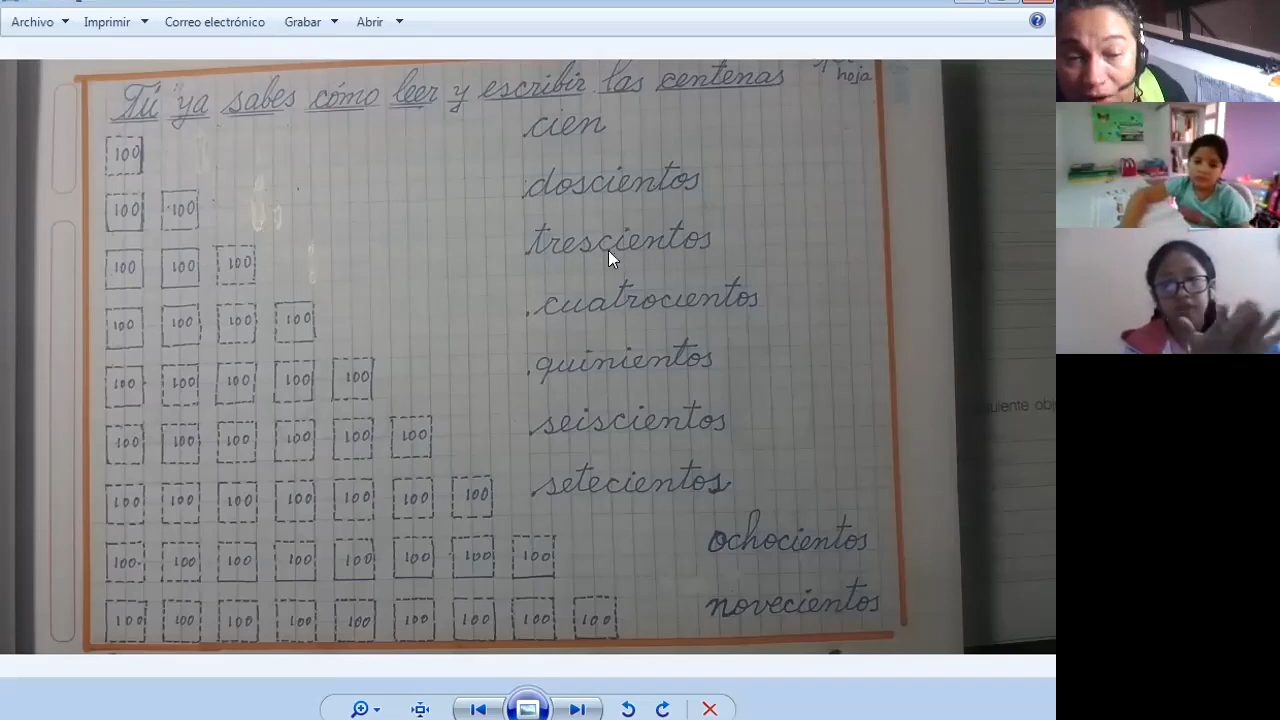 Archivo Imprimir Correo electrónico Grabar Abrir
hoja
Tú ya sabes cómo leer y escribir las centenas
100 cien
100 100 doscientos
100 100 100 trescientos
100 100 100 100 cuatrocientos
100 100 100 100 100 quinientos
100 100 100 100 100 100 seiscientos
100 100 100 100 100 100 100 setecientos
100 100 100 100 100 100 100 100 ochocientos
100 100 100 100 100 100 100 100 100 novecientos